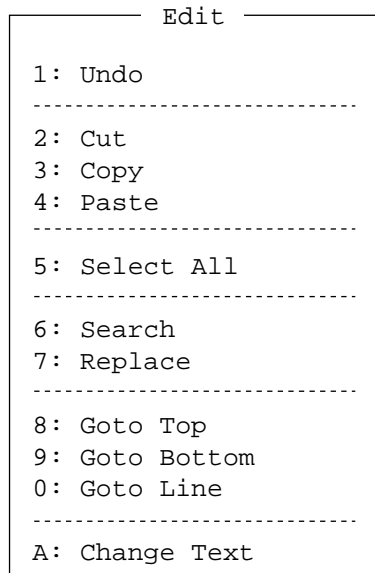 Edit
1: Undo
2: Cut
3: Copy
4: Paste
5: Select All
6: Search
7: Replace
8: Goto Top
9: Goto Bottom
0: Goto Line
A: Change Text